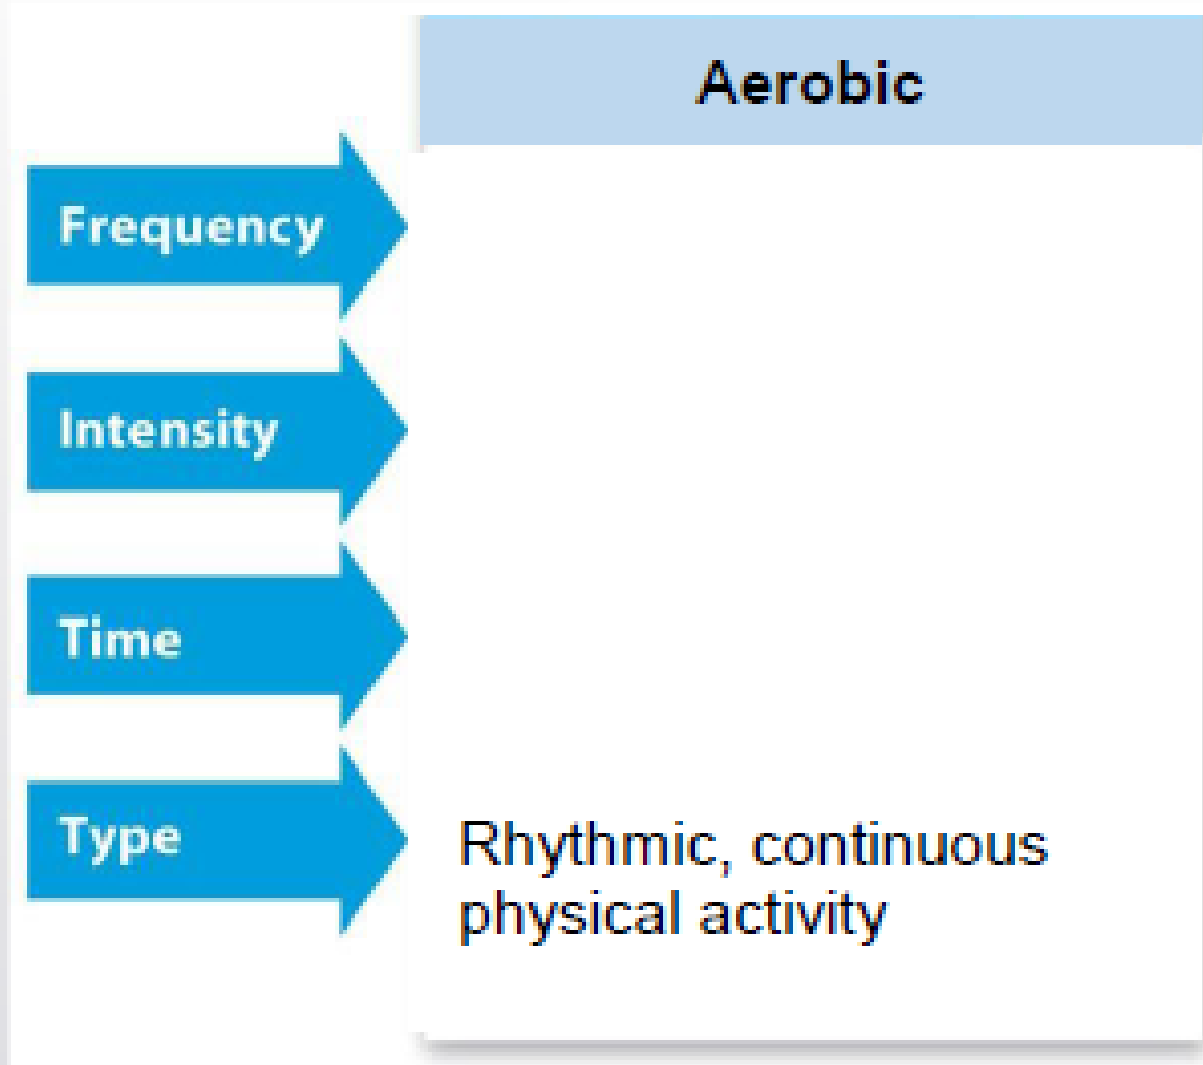 Aerobic
Frequency
Intensity
Time
Type
Rhythmic, continuous
physical activity